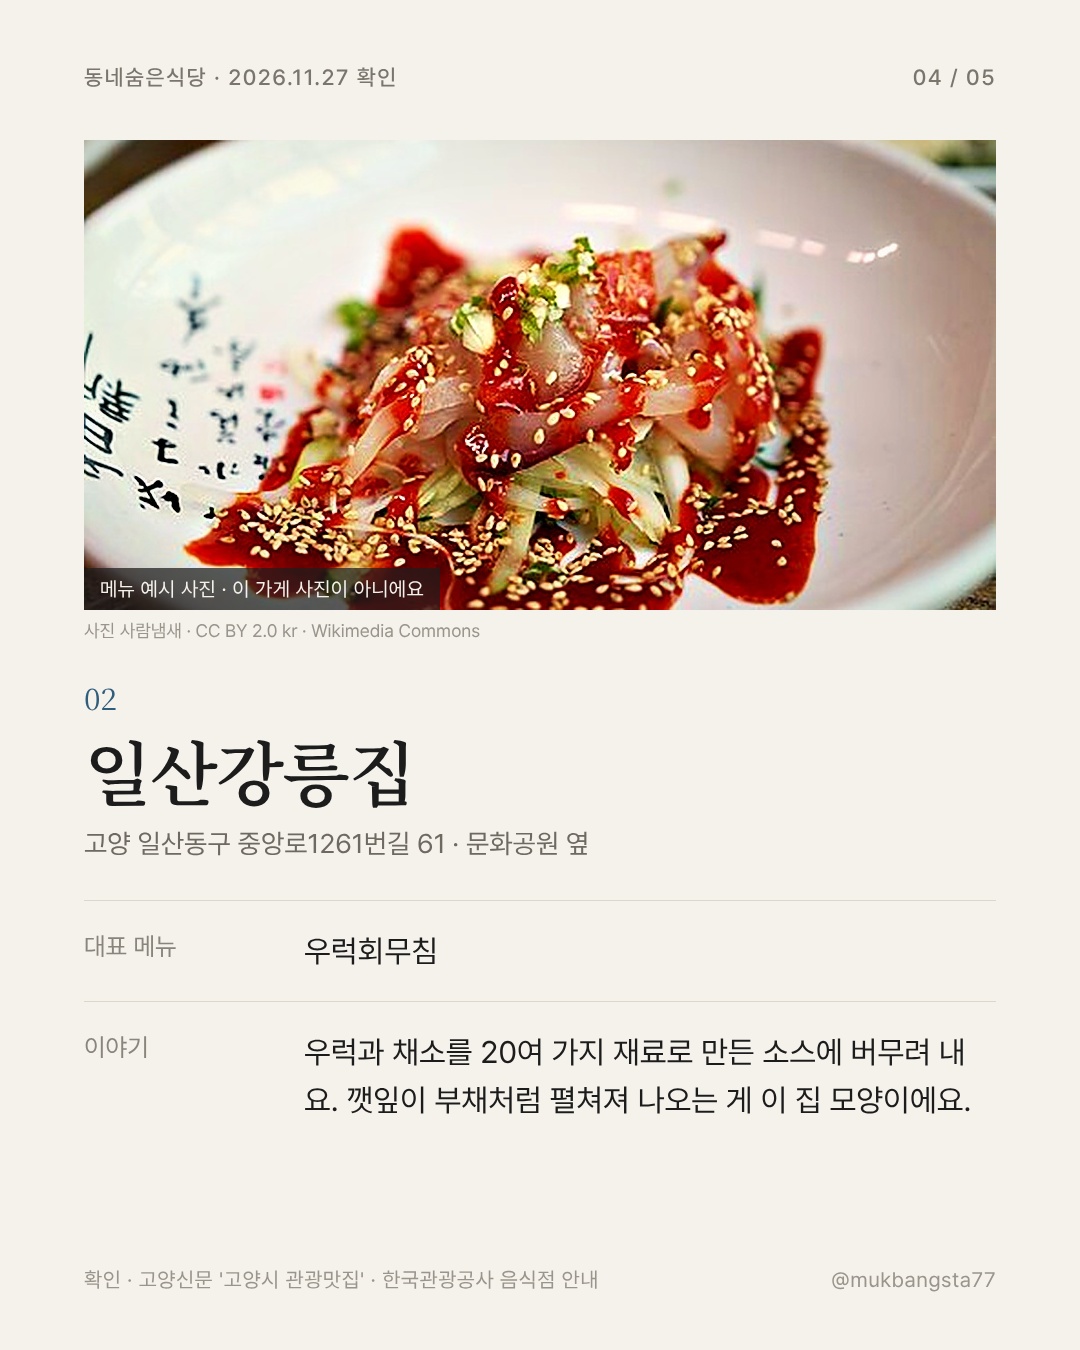 동네숨은식당 · 2026.11.27 확인
04 / 05
메뉴 예시 사진 · 이 가게 사진이 아니에요
사진 사람냄새 · CC BY 2.0 kr · Wikimedia Commons
02
일산강릉집
고양 일산동구 중앙로1261번길 61 · 문화공원 옆
대표 메뉴
우럭회무침
이야기
우럭과 채소를 20여 가지 재료로 만든 소스에 버무려 내
요. 깻잎이 부채처럼 펼쳐져 나오는 게 이 집 모양이에요.
확인 · 고양신문 '고양시 관광맛집' · 한국관광공사 음식점 안내
@mukbangsta77